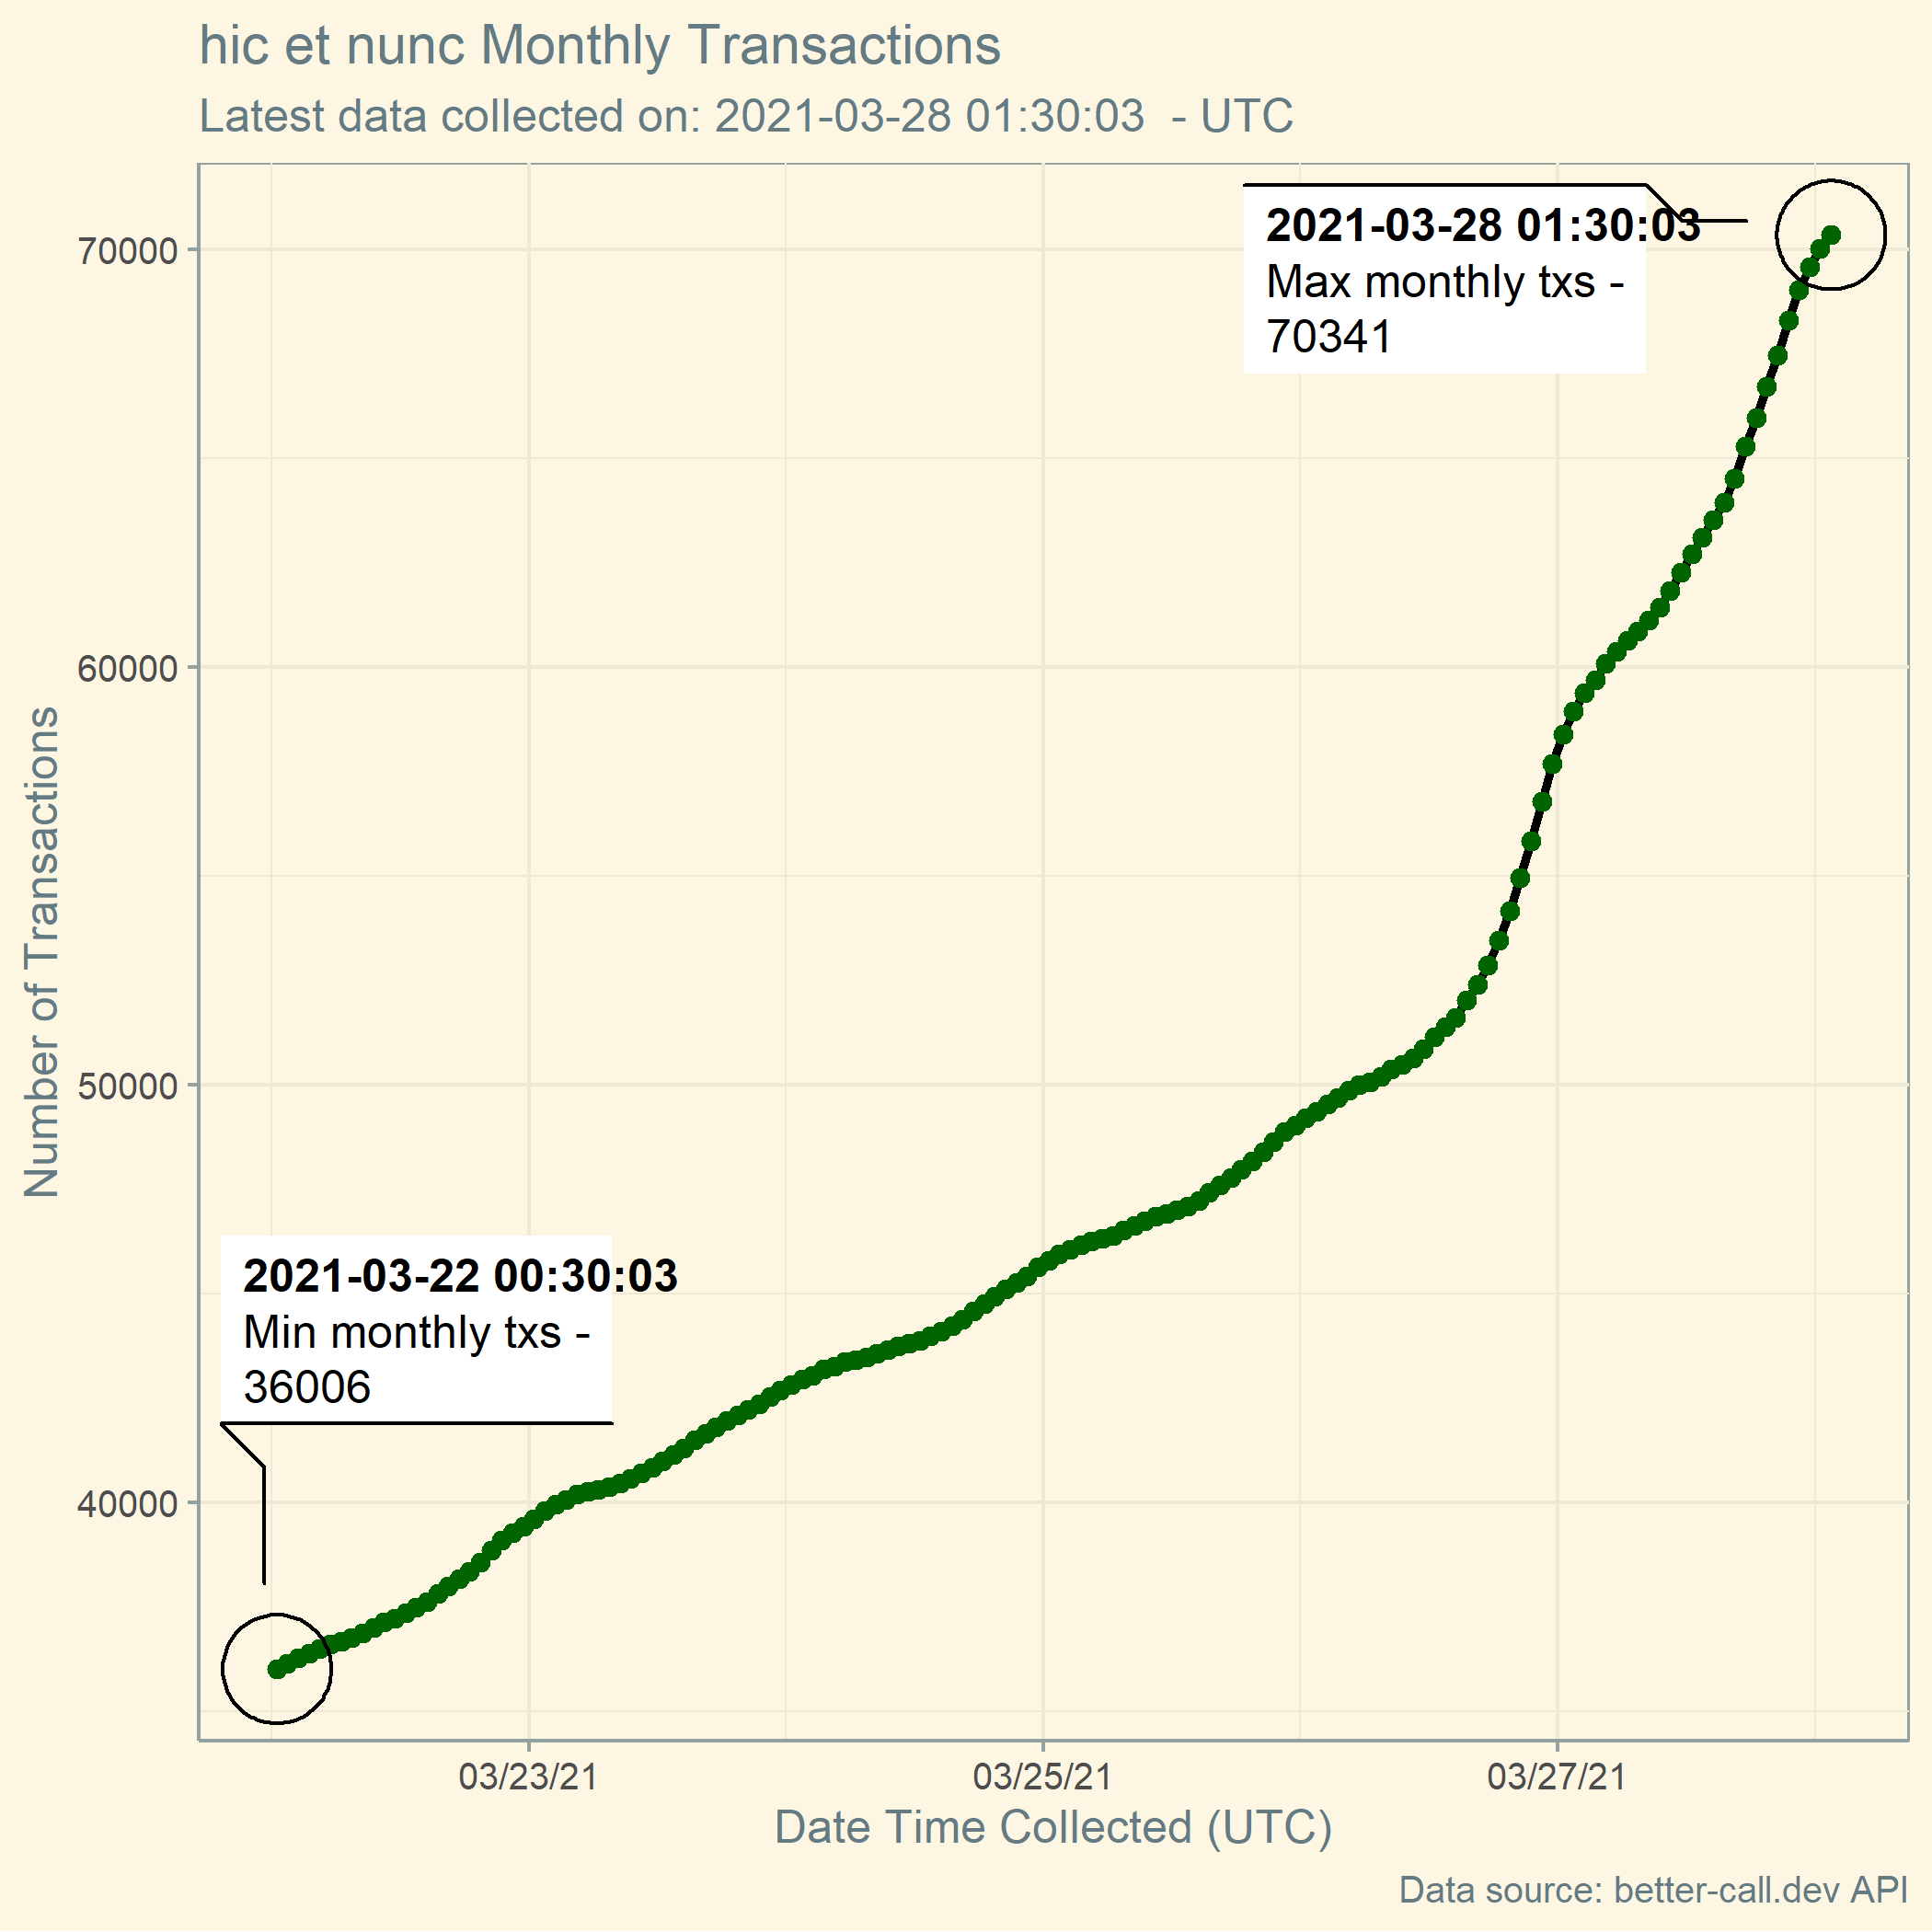 hic et nunc Monthly Transactions
Latest data collected on: 2021-03-28 01:30:03  - UTC
2021-03-28 01:30:03
Max monthly txs -
70341
70000
60000
50000
40000
Number of Transactions
2021-03-22 00:30:03
Min monthly txs -
36006
03/23/21
03/25/21
03/27/21
Date Time Collected (UTC)
Data source: better-call.dev API